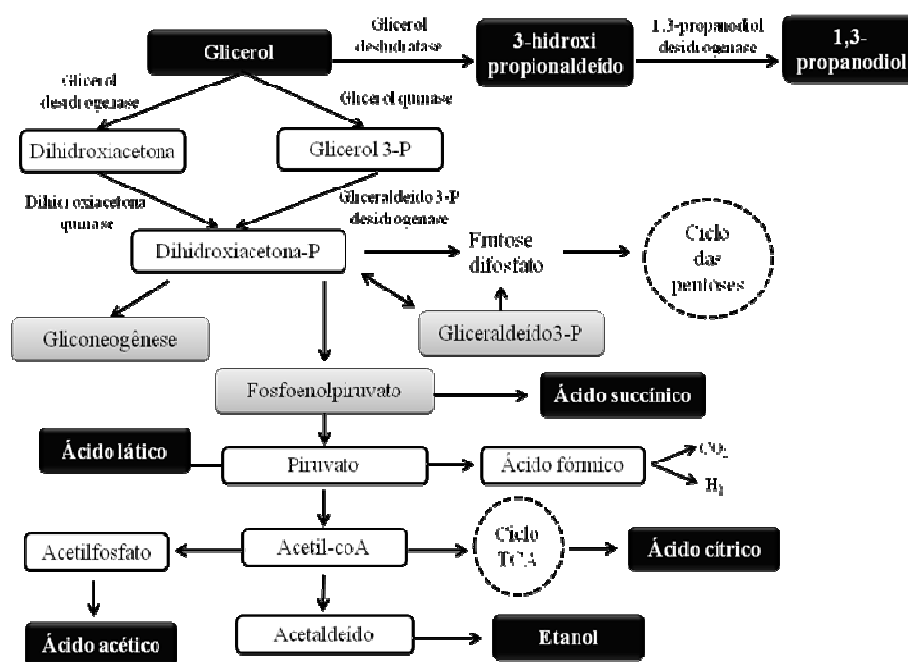 Glicerol
Glicerol
desidratase
3-hidroxi
propionaldeído
1,3-propanodiol
desidrogenase
1,3-
propanodiol
Glicerol
desidrogenase
Glicerol quinase
Dihidroxiacetona
Glicerol 3-P
Dihidroxiacetona
quinase
Gliceraldeído 3-P
desidrogenase
Dihidroxiacetona-P
Frutose
difosfato
Ciclo
das
pentoses
Gliconeogênese
Gliceraldeído3-P
Fosfoenolpiruvato
Ácido succínico
Ácido lático
Piruvato
Ácido fórmico
CO₂
H₂
Acetilfosfato
Acetil-coA
Ciclo
TCA
Ácido cítrico
Ácido acético
Acetaldeído
Etanol